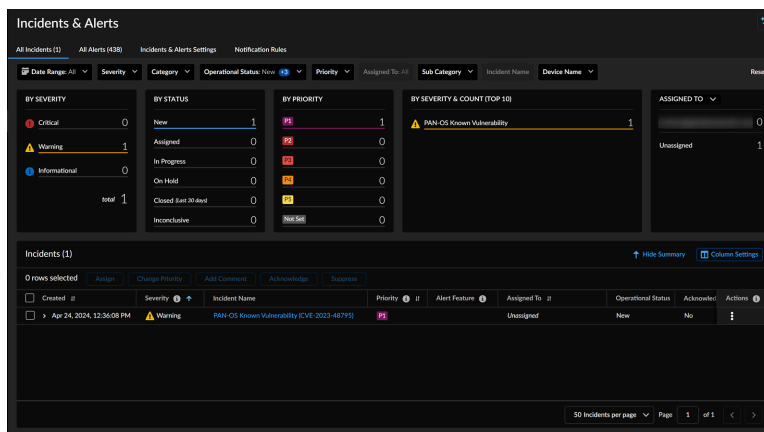 Incidents & Alerts
All Incidents (1) All Alerts (438) Incidents & Alerts Settings Notification Rules
Date Range: All Severity Category Operational Status: New +3 Priority Assigned To: All Sub Category Incident Name Device Name Rese
BY SEVERITY
Critical 0
Warning 1
Informational 0
total 1
BY STATUS
New 1
Assigned 0
In Progress 0
On Hold 0
Closed (Last 30 days) 0
Inconclusive 0
BY PRIORITY
P1 1
P2 0
P3 0
P4 0
P5 0
Not Set 0
BY SEVERITY & COUNT (TOP 10)
PAN-OS Known Vulnerability 1
ASSIGNED TO
0
Unassigned 1
Incidents (1) Hide Summary Column Settings
0 rows selected Assign Change Priority Add Comment Acknowledge Suppress
Created Severity Incident Name Priority Alert Feature Assigned To Operational Status Acknowled Actions
Apr 24, 2024, 12:36:08 PM Warning PAN-OS Known Vulnerability (CVE-2023-48795) P1 Unassigned New No
50 Incidents per page Page 1 of 1